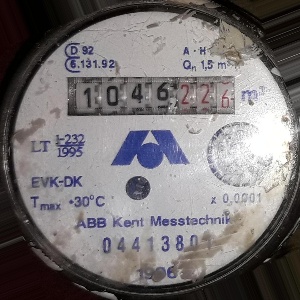 D 92
6.131.92
A · H
Qn 1,5 m³
1046226 m³
LT 1-232
1995
EVK-DK
Tmax +30°C
x 0,0001
ABB Kent Messtechnik
0441380
1996